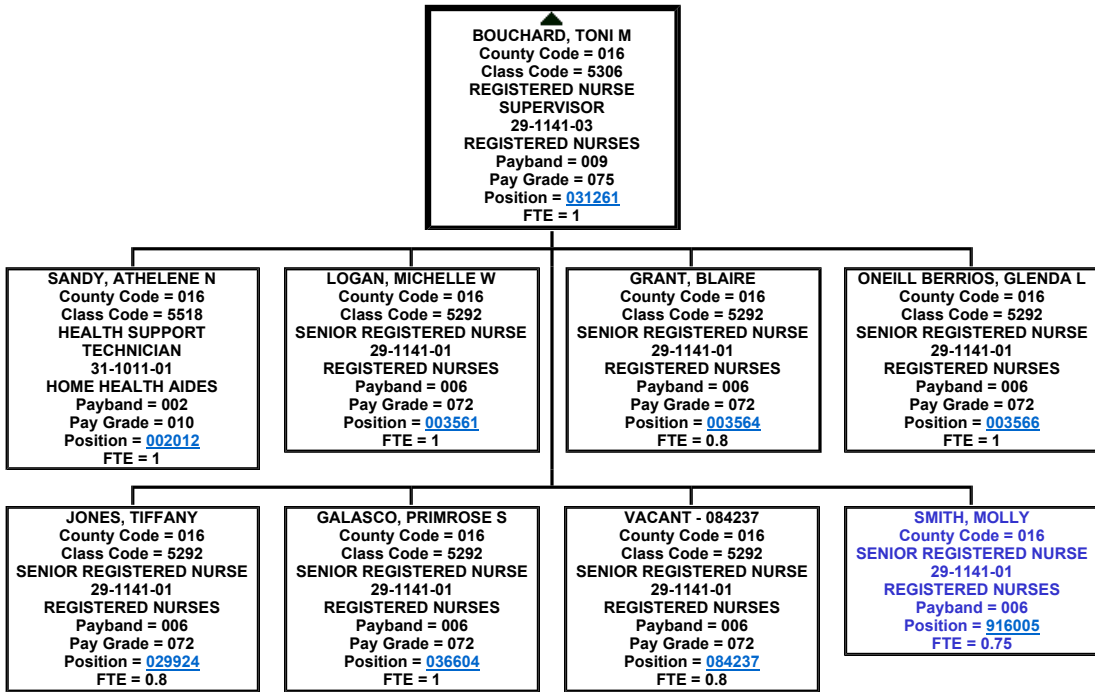 BOUCHARD, TONI M
County Code = 016
Class Code = 5306
REGISTERED NURSE
SUPERVISOR
29-1141-03
REGISTERED NURSES
Payband = 009
Pay Grade = 075
Position = 031261
FTE = 1
SANDY, ATHELENE N
County Code = 016
Class Code = 5518
HEALTH SUPPORT
TECHNICIAN
31-1011-01
HOME HEALTH AIDES
Payband = 002
Pay Grade = 010
Position = 002012
FTE = 1
LOGAN, MICHELLE W
County Code = 016
Class Code = 5292
SENIOR REGISTERED NURSE
29-1141-01
REGISTERED NURSES
Payband = 006
Pay Grade = 072
Position = 003561
FTE = 1
GRANT, BLAIRE
County Code = 016
Class Code = 5292
SENIOR REGISTERED NURSE
29-1141-01
REGISTERED NURSES
Payband = 006
Pay Grade = 072
Position = 003564
FTE = 0.8
ONEILL BERRIOS, GLENDA L
County Code = 016
Class Code = 5292
SENIOR REGISTERED NURSE
29-1141-01
REGISTERED NURSES
Payband = 006
Pay Grade = 072
Position = 003566
FTE = 1
JONES, TIFFANY
County Code = 016
Class Code = 5292
SENIOR REGISTERED NURSE
29-1141-01
REGISTERED NURSES
Payband = 006
Pay Grade = 072
Position = 029924
FTE = 0.8
GALASCO, PRIMROSE S
County Code = 016
Class Code = 5292
SENIOR REGISTERED NURSE
29-1141-01
REGISTERED NURSES
Payband = 006
Pay Grade = 072
Position = 036604
FTE = 1
VACANT - 084237
County Code = 016
Class Code = 5292
SENIOR REGISTERED NURSE
29-1141-01
REGISTERED NURSES
Payband = 006
Pay Grade = 072
Position = 084237
FTE = 0.8
SMITH, MOLLY
County Code = 016
SENIOR REGISTERED NURSE
29-1141-01
REGISTERED NURSES
Payband = 006
Position = 916005
FTE = 0.75